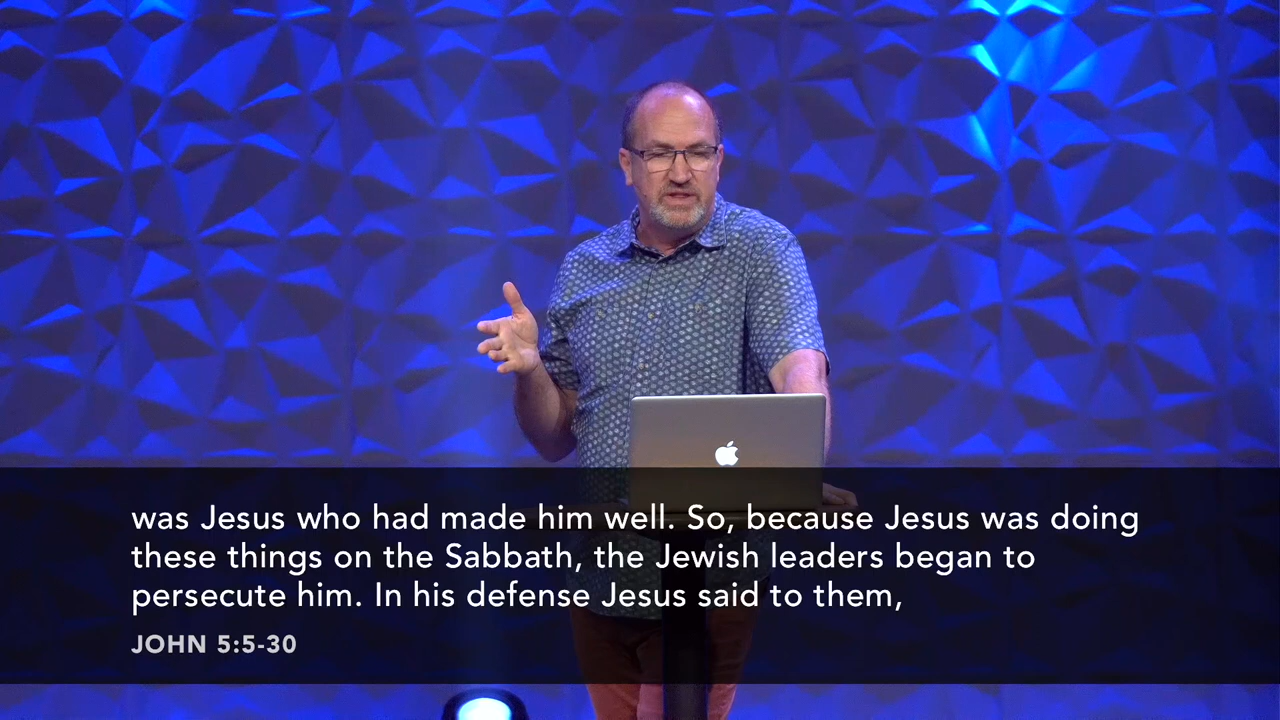 was Jesus who had made him well. So, because Jesus was doing
these things on the Sabbath, the Jewish leaders began to
persecute him. In his defense Jesus said to them,
JOHN 5:5-30